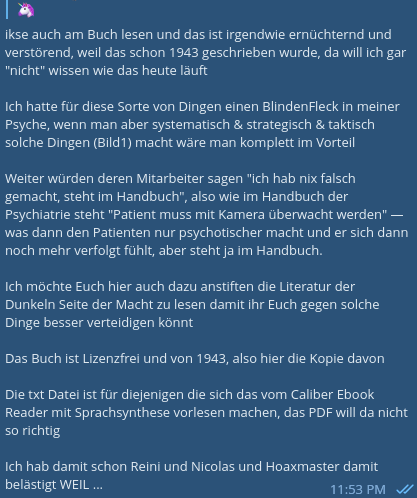 ikse auch am Buch lesen und das ist irgendwie ernüchternd und
verstörend, weil das schon 1943 geschrieben wurde, da will ich gar
"nicht" wissen wie das heute läuft
Ich hatte für diese Sorte von Dingen einen BlindenFleck in meiner
Psyche, wenn man aber systematisch & strategisch & taktisch
solche Dingen (Bild1) macht wäre man komplett im Vorteil
Weiter würden deren Mitarbeiter sagen "ich hab nix falsch
gemacht, steht im Handbuch", also wie im Handbuch der
Psychiatrie steht "Patient muss mit Kamera überwacht werden" —
was dann den Patienten nur psychotischer macht und er sich dann
noch mehr verfolgt fühlt, aber steht ja im Handbuch.
Ich möchte Euch hier auch dazu anstiften die Literatur der
Dunkeln Seite der Macht zu lesen damit ihr Euch gegen solche
Dinge besser verteidigen könnt
Das Buch ist Lizenzfrei und von 1943, also hier die Kopie davon
Die txt Datei ist für diejenigen die sich das vom Caliber Ebook
Reader mit Sprachsynthese vorlesen machen, das PDF will da nicht
so richtig
Ich hab damit schon Reini und Nicolas und Hoaxmaster damit
belästigt WEIL ...
11:53 PM